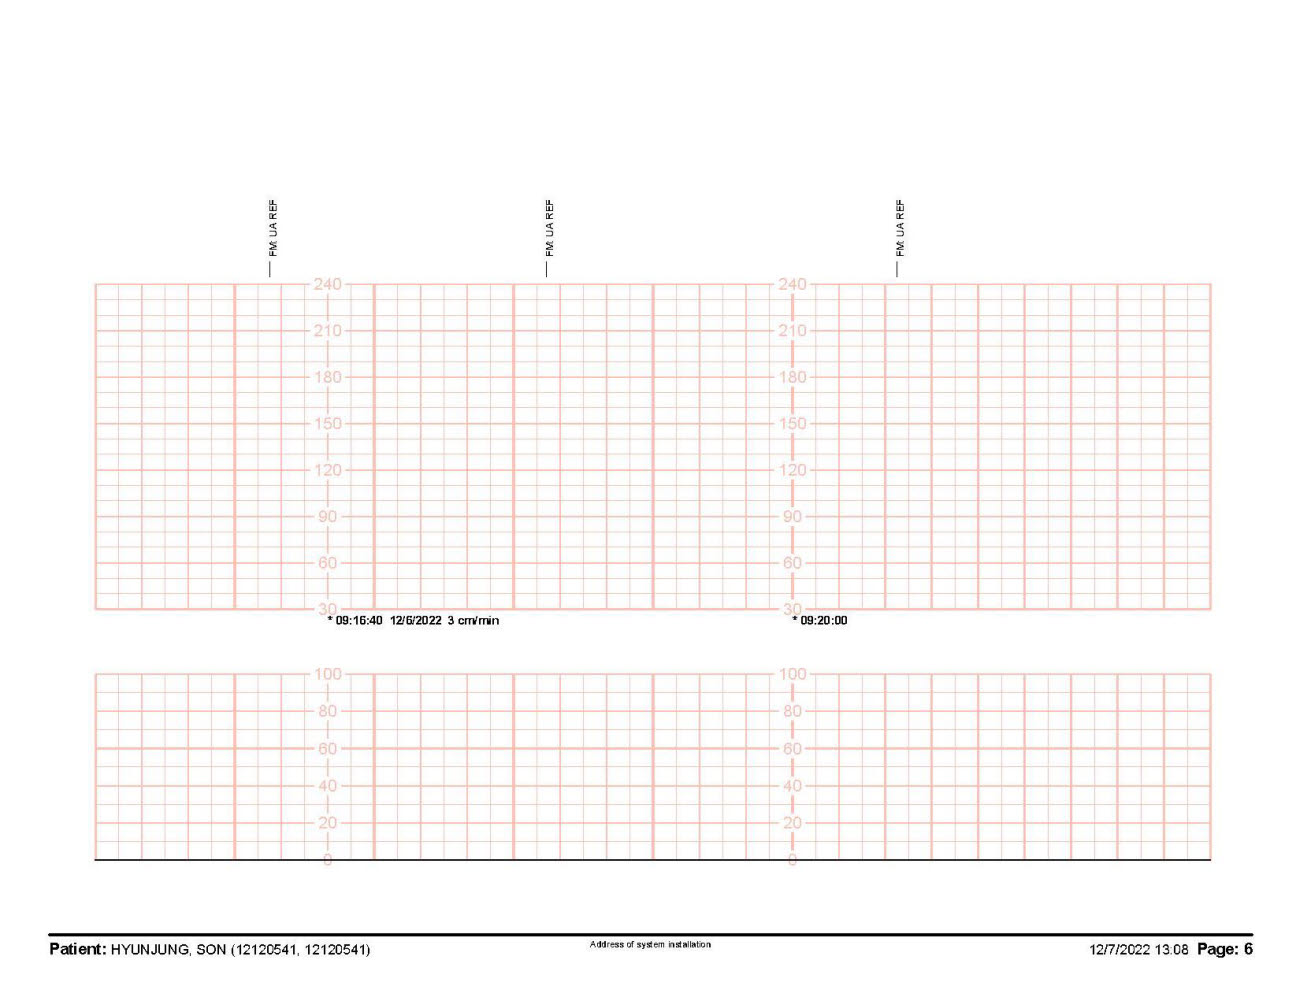 FM: UA REF
FM: UA REF
FM: UA REF
240 240
210 210
180 180
150 150
120 120
90 90
60 60
30 30
* 09:16:40 12/6/2022 3 cm/min * 09:20:00
100 100
80 80
60 60
40 40
20 20
0 0
Patient: HYUNJUNG, SON (12120541, 12120541) Address of system installation 12/7/2022 13:08 Page: 6